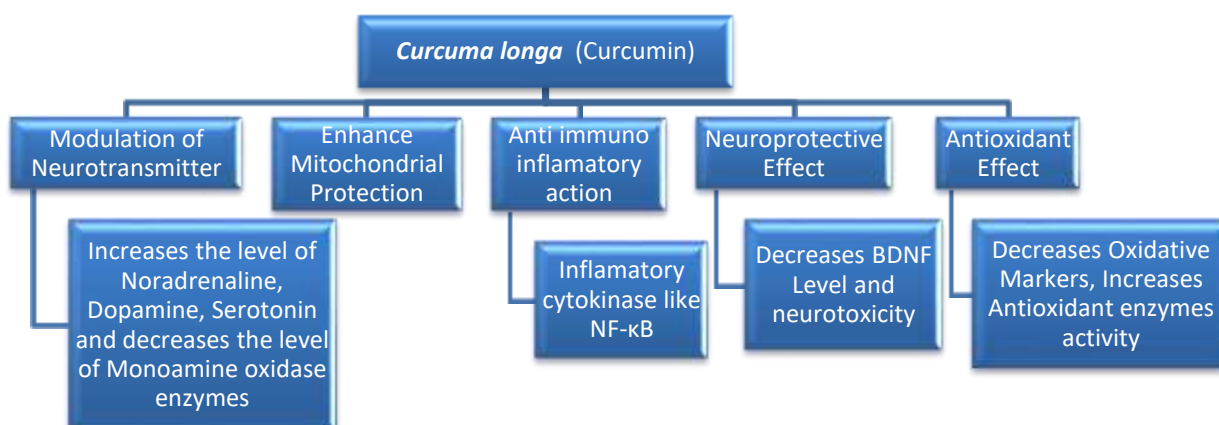 Curcuma longa (Curcumin)
Modulation of
Neurotransmitter
Enhance
Mitochondrial
Protection
Anti immuno
inflamatory
action
Neuroprotective
Effect
Antioxidant
Effect
Increases the level of
Noradrenaline,
Dopamine, Serotonin
and decreases the level
of Monoamine oxidase
enzymes
Inflamatory
cytokinase like
NF-κB
Decreases BDNF
Level and
neurotoxicity
Decreases Oxidative
Markers, Increases
Antioxidant enzymes
activity